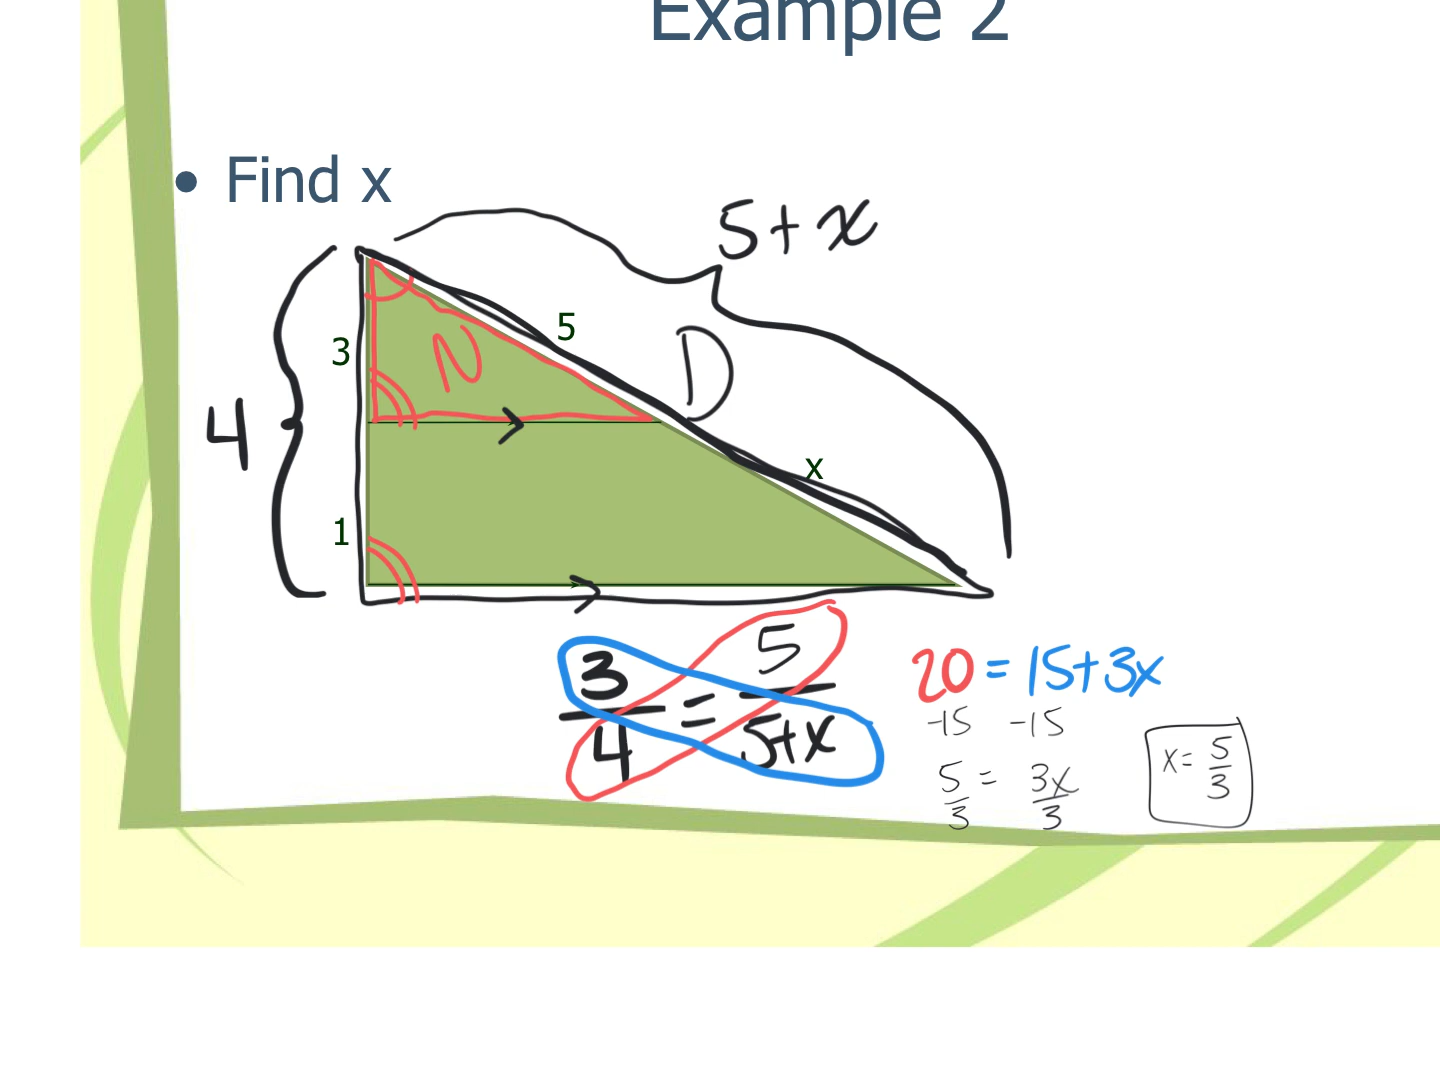 Example 2
• Find x
5+x
3
5
N
D
4
x
1
3/4 = 5/5+x
20 = 15+3x
-15 -15
5/3 = 3x/3
x = 5/3